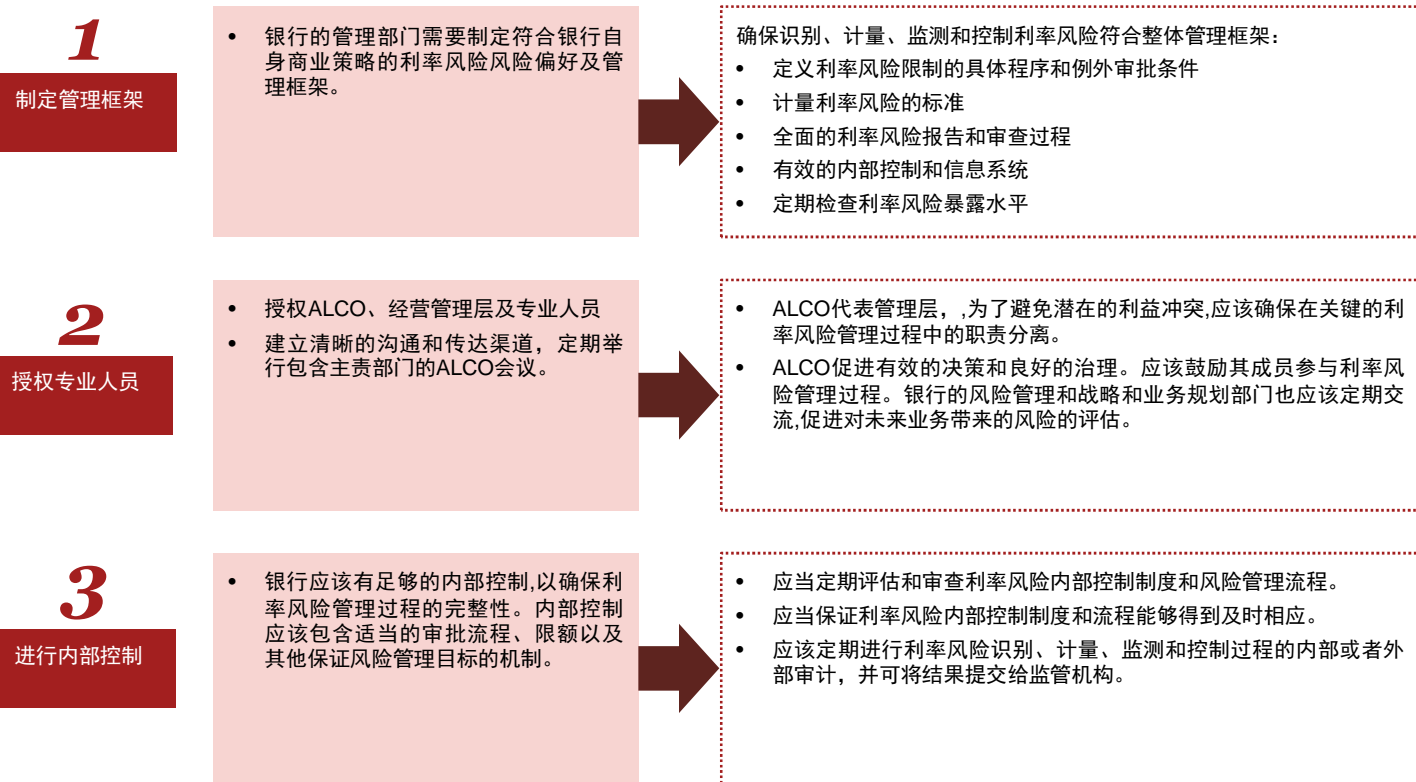 1
制定管理框架
• 银行的管理部门需要制定符合银行自
身商业策略的利率风险风险偏好及管
理框架。
确保识别、计量、监测和控制利率风险符合整体管理框架：
• 定义利率风险限制的具体程序和例外审批条件
• 计量利率风险的标准
• 全面的利率风险报告和审查过程
• 有效的内部控制和信息系统
• 定期检查利率风险暴露水平
2
授权专业人员
• 授权ALCO、经营管理层及专业人员
• 建立清晰的沟通和传达渠道，定期举
行包含主责部门的ALCO会议。
• ALCO代表管理层，,为了避免潜在的利益冲突,应该确保在关键的利
率风险管理过程中的职责分离。
• ALCO促进有效的决策和良好的治理。应该鼓励其成员参与利率风
险管理过程。银行的风险管理和战略和业务规划部门也应该定期交
流,促进对未来业务带来的风险的评估。
3
进行内部控制
• 银行应该有足够的内部控制,以确保利
率风险管理过程的完整性。内部控制
应该包含适当的审批流程、限额以及
其他保证风险管理目标的机制。
• 应当定期评估和审查利率风险内部控制制度和风险管理流程。
• 应当保证利率风险内部控制制度和流程能够得到及时相应。
• 应该定期进行利率风险识别、计量、监测和控制过程的内部或者外
部审计，并可将结果提交给监管机构。